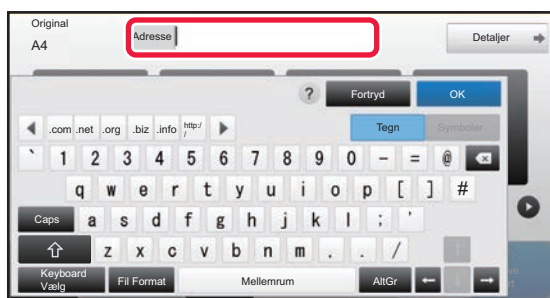 Original
A4
Adresse
Detaljer
? Fortryd OK
.com .net .org .biz .info http:/
/
Tegn Symboler
` 1 2 3 4 5 6 7 8 9 0 - = @
q w e r t y u i o p [ ] #
Caps a s d f g h j k l ; '
z x c v b n m . . /
Keyboard
Vælg
Fil Format Mellemrum AltGr